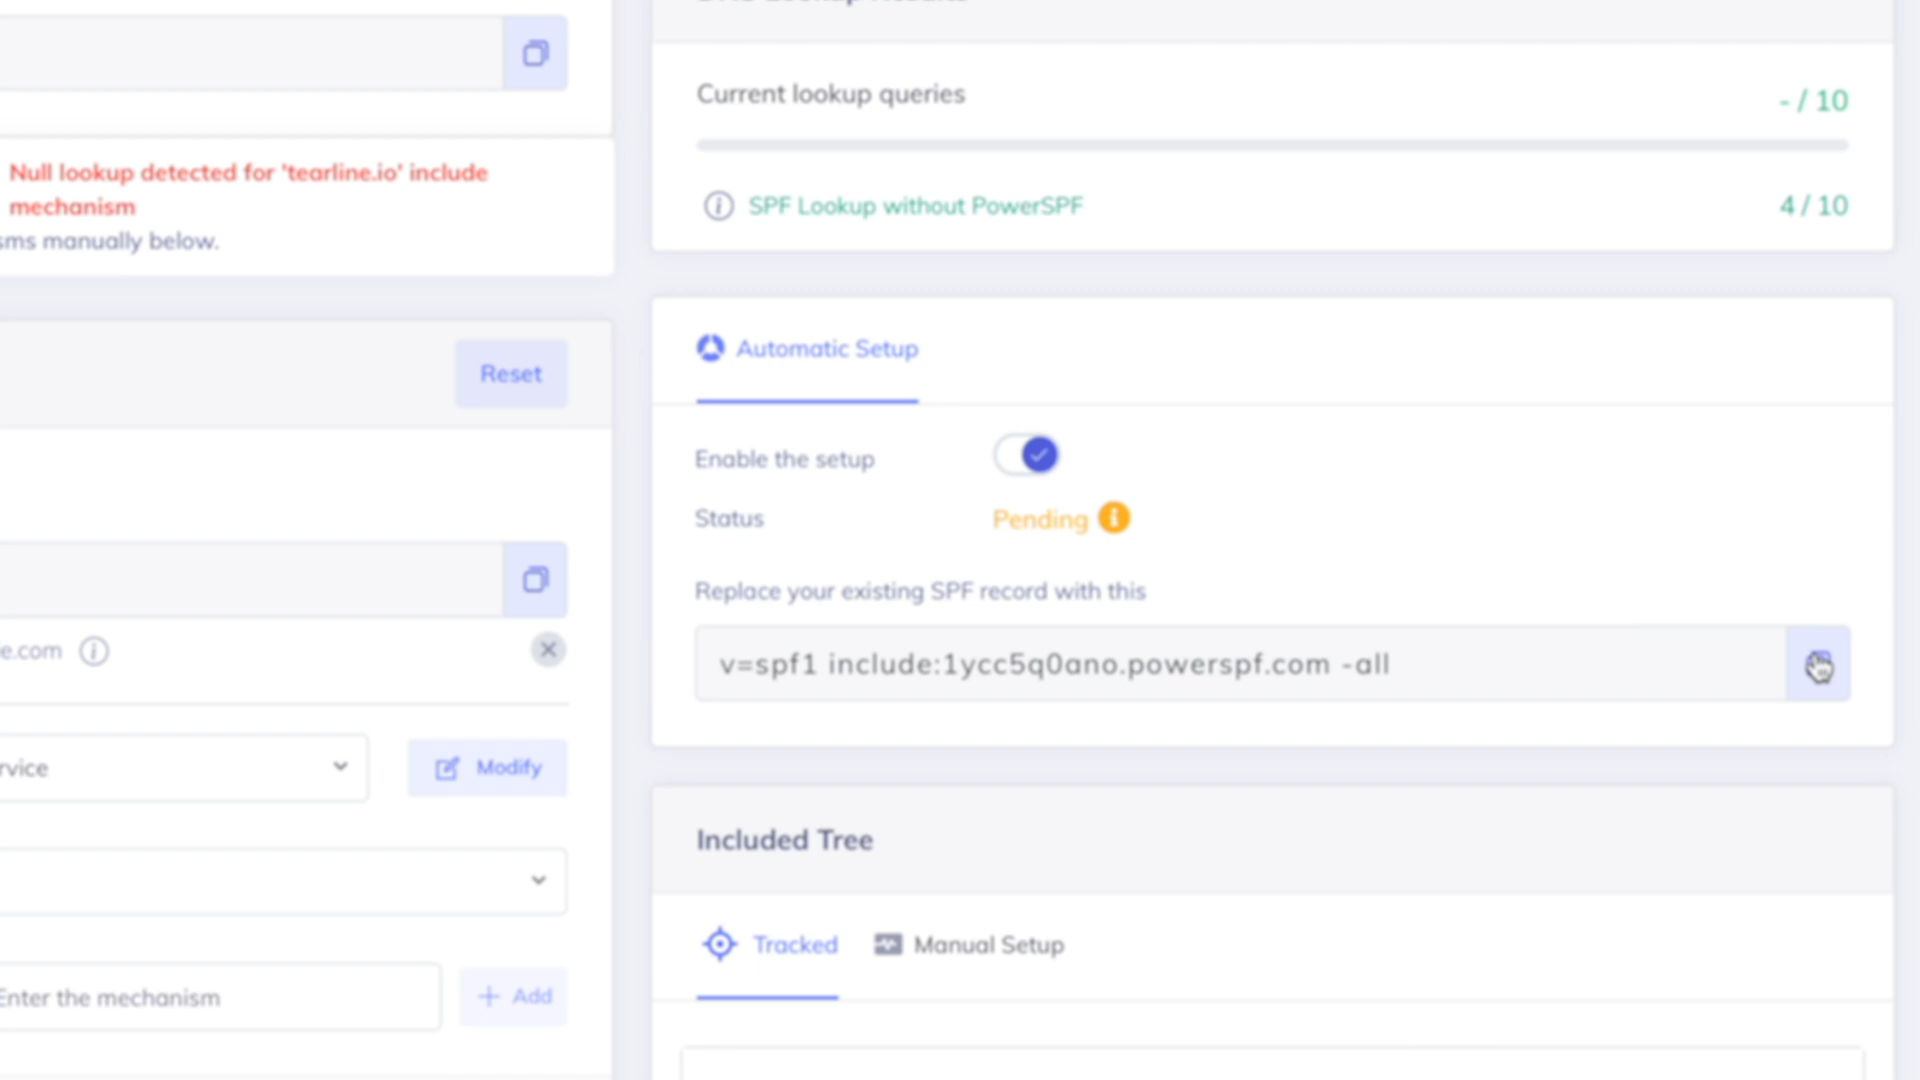 Null lookup detected for 'tearline.io' include
mechanism
sms manually below.
Reset
e.com
rvice
Modify
Enter the mechanism
+ Add
Current lookup queries
- / 10
SPF Lookup without PowerSPF
4 / 10
Automatic Setup
Enable the setup
Status
Pending
Replace your existing SPF record with this
v=spf1 include:1ycc5q0ano.powerspf.com -all
Included Tree
Tracked
Manual Setup